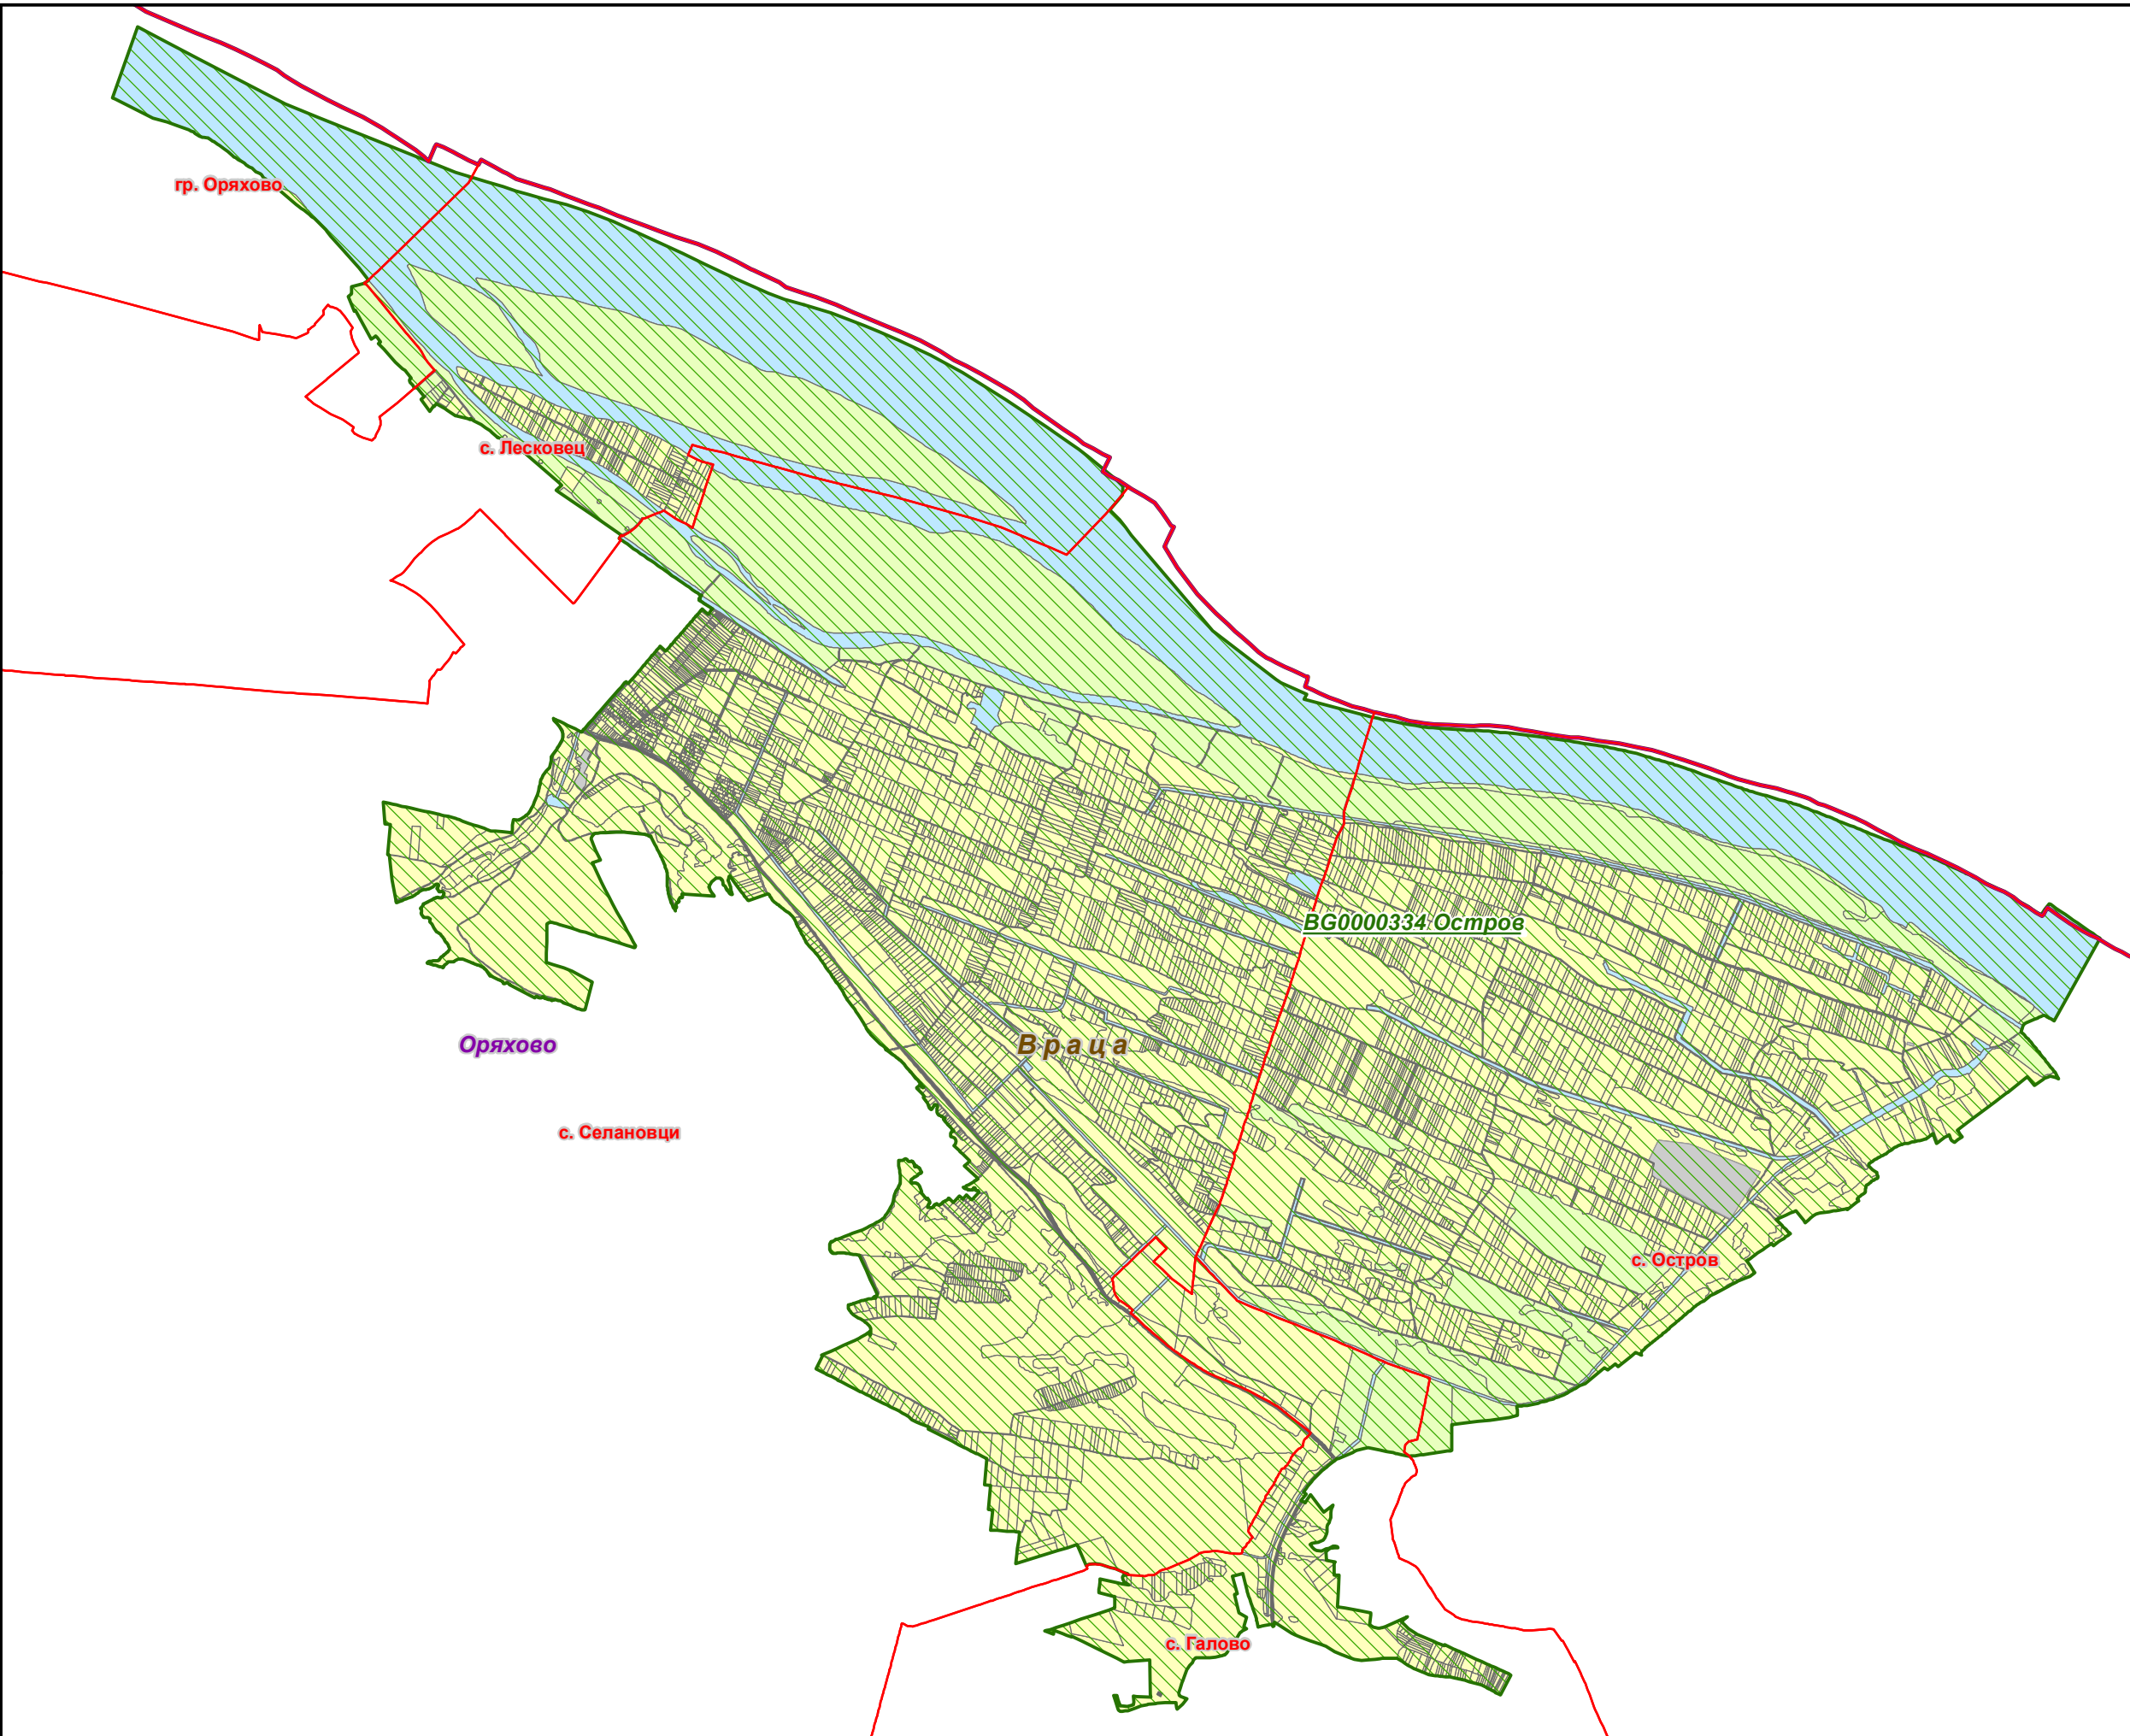 гр. Оряхово
с. Лесковец
BG0000334 Остров
Враца
Оряхово
с. Селановци
с. Остров
с. Галово